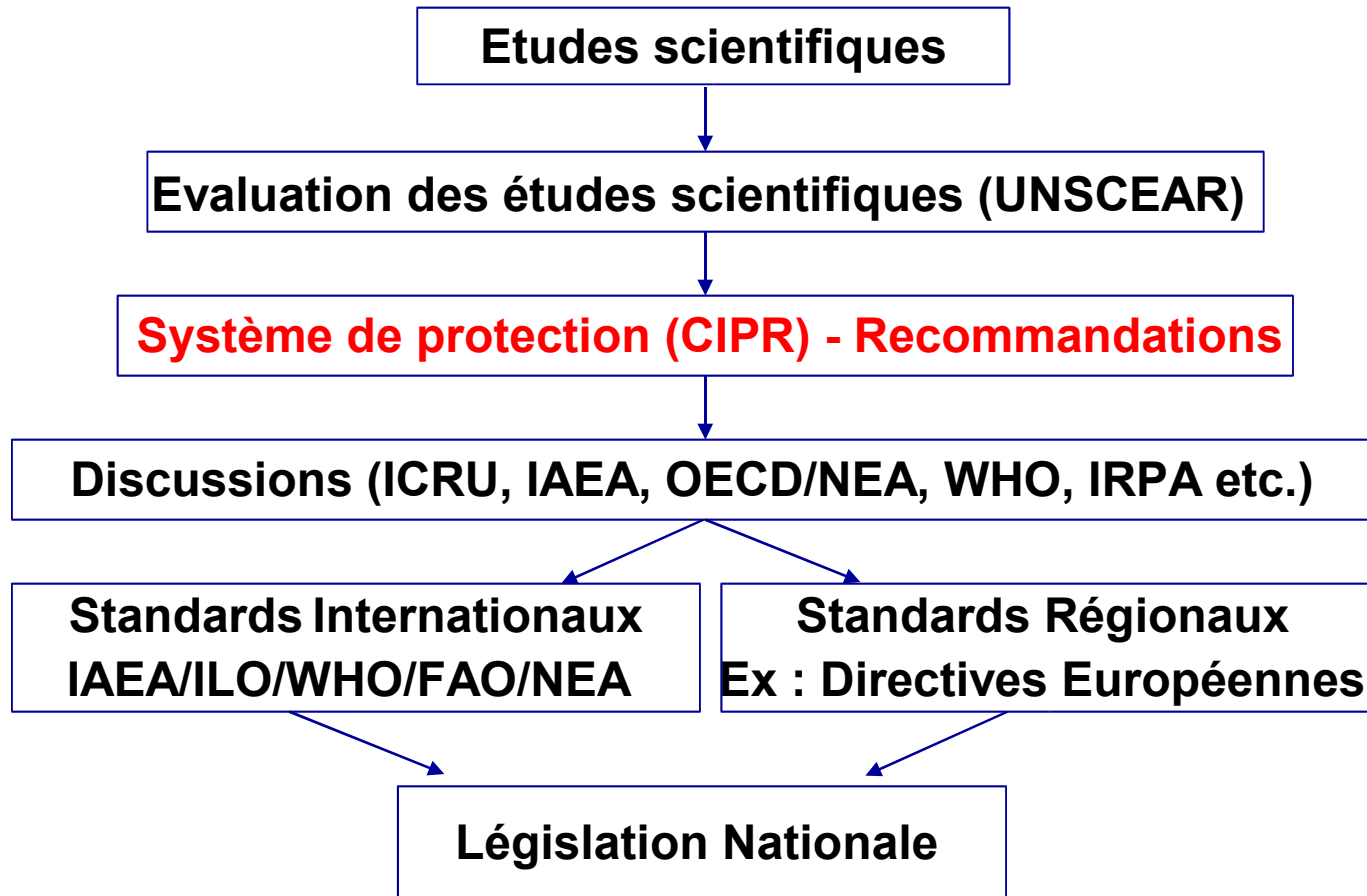 Etudes scientifiques
Evaluation des études scientifiques (UNSCEAR)
Système de protection (CIPR) - Recommandations
Discussions (ICRU, IAEA, OECD/NEA, WHO, IRPA etc.)
Standards Internationaux
IAEA/ILO/WHO/FAO/NEA
Standards Régionaux
Ex : Directives Européennes
Législation Nationale